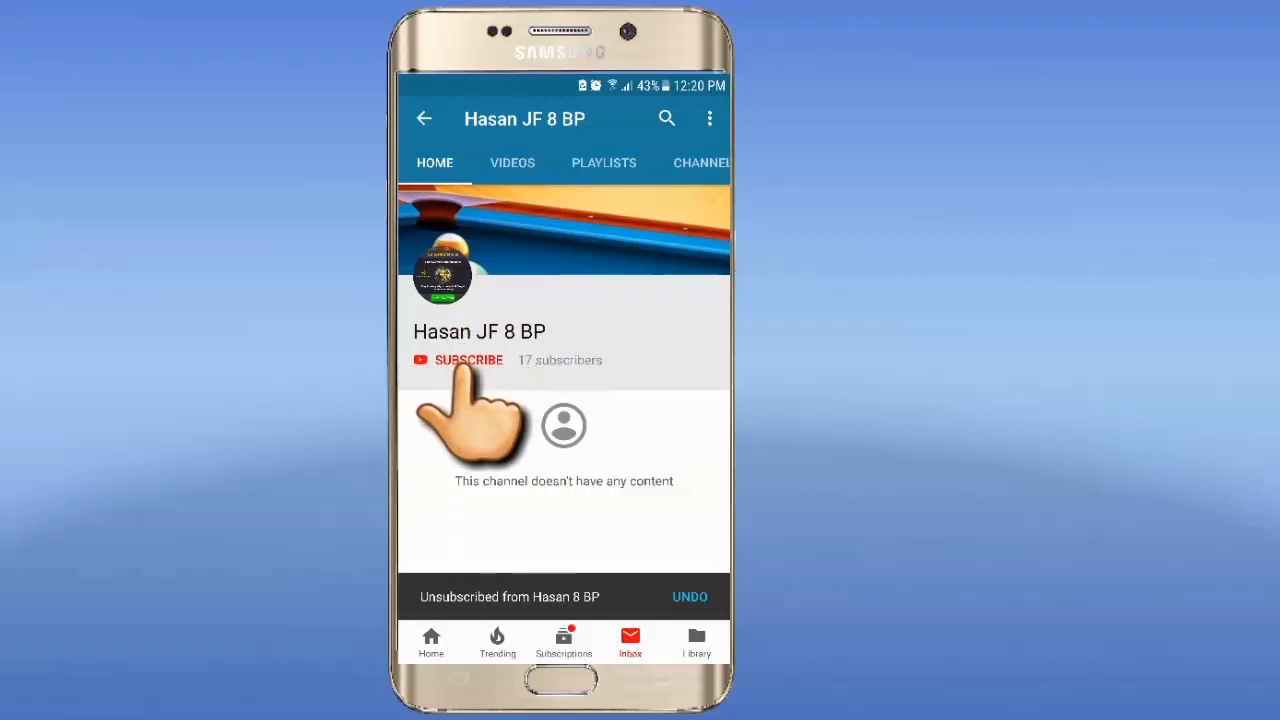 SAMSUNG
43% 12:20 PM
Hasan JF 8 BP
HOME VIDEOS PLAYLISTS CHANNEL
Hasan JF 8 BP
SUBSCRIBE 17 subscribers
This channel doesn't have any content
Unsubscribed from Hasan 8 BP UNDO
Home Trending Subscriptions Inbox Library